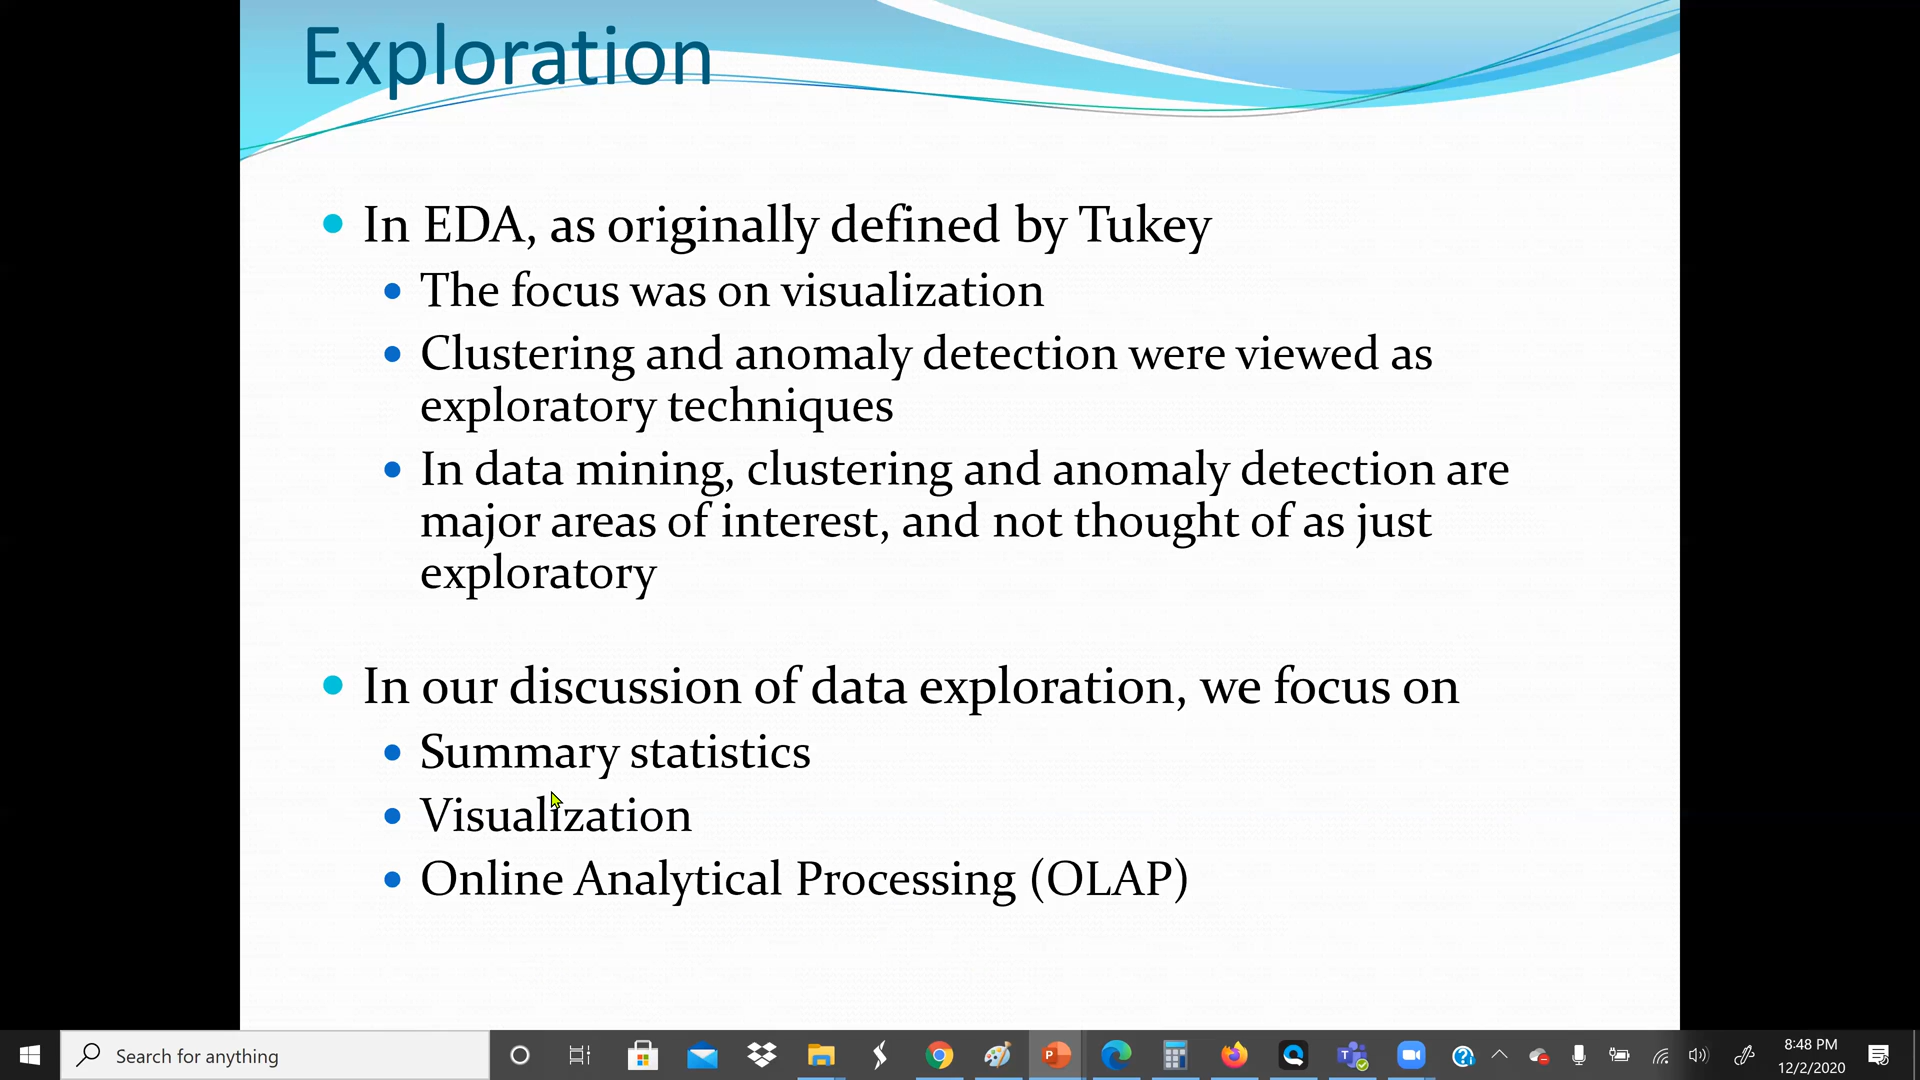 Exploration
In EDA, as originally defined by Tukey
The focus was on visualization
Clustering and anomaly detection were viewed as
exploratory techniques
In data mining, clustering and anomaly detection are
major areas of interest, and not thought of as just
exploratory
In our discussion of data exploration, we focus on
Summary statistics
Visualization
Online Analytical Processing (OLAP)
Search for anything
8:48 PM
12/2/2020